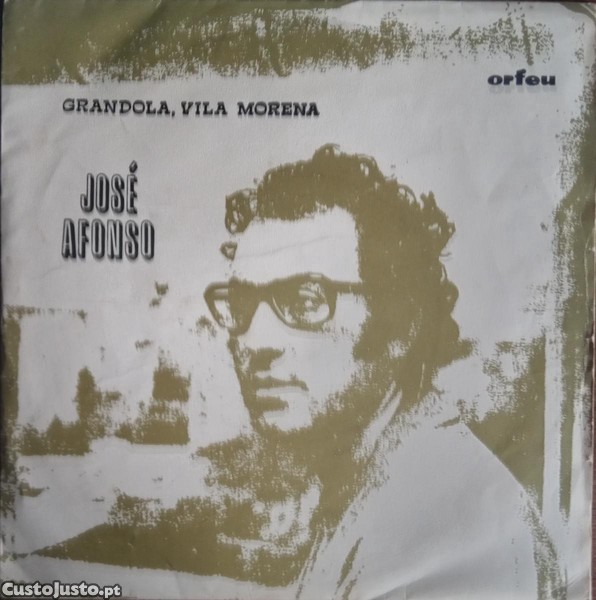 orfeu
GRANDOLA, VILA MORENA
JOSÉ
AFONSO
CustoJusto.pt